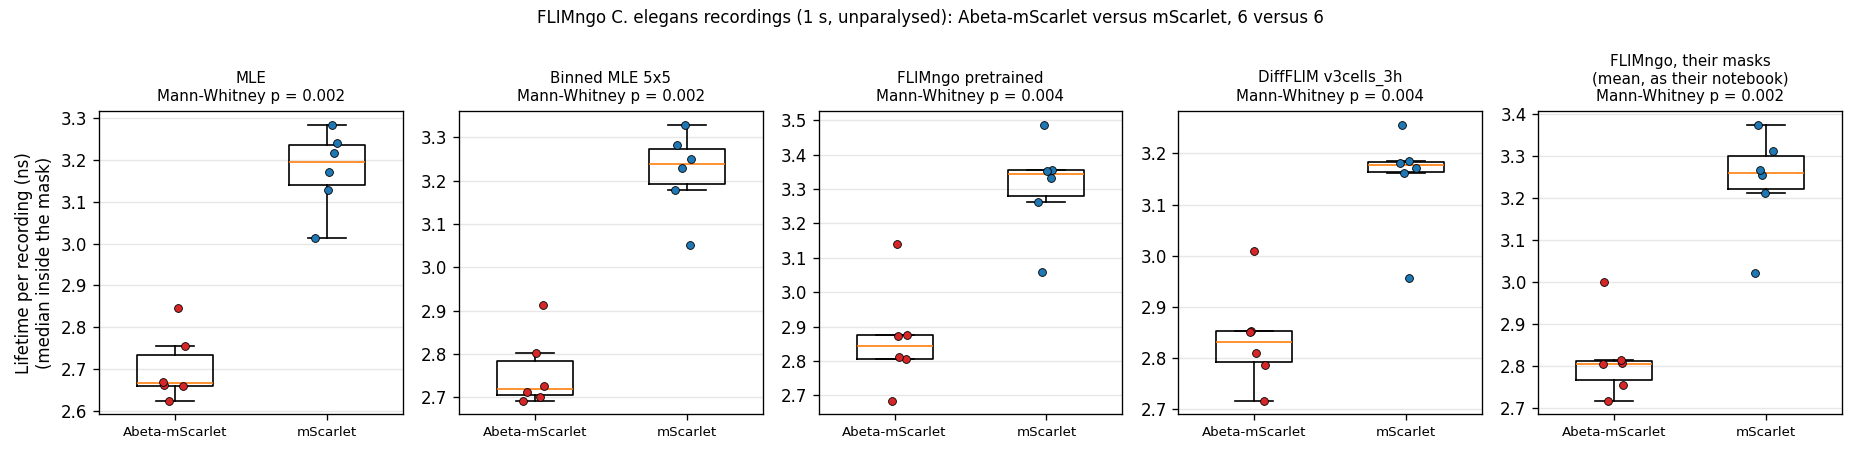 FLIMngo C. elegans recordings (1 s, unparalysed): Abeta-mScarlet versus mScarlet, 6 versus 6
Lifetime per recording (ns)
(median inside the mask)
MLE
Mann-Whitney p = 0.002
3.3
3.2
3.1
3.0
2.9
2.8
2.7
2.6
Abeta-mScarlet
mScarlet
Binned MLE 5x5
Mann-Whitney p = 0.002
3.3
3.2
3.1
3.0
2.9
2.8
2.7
Abeta-mScarlet
mScarlet
FLIMngo pretrained
Mann-Whitney p = 0.004
3.5
3.4
3.3
3.2
3.1
3.0
2.9
2.8
2.7
Abeta-mScarlet
mScarlet
DiffFLIM v3cells_3h
Mann-Whitney p = 0.004
3.2
3.1
3.0
2.9
2.8
2.7
Abeta-mScarlet
mScarlet
FLIMngo, their masks
(mean, as their notebook)
Mann-Whitney p = 0.002
3.4
3.3
3.2
3.1
3.0
2.9
2.8
2.7
Abeta-mScarlet
mScarlet